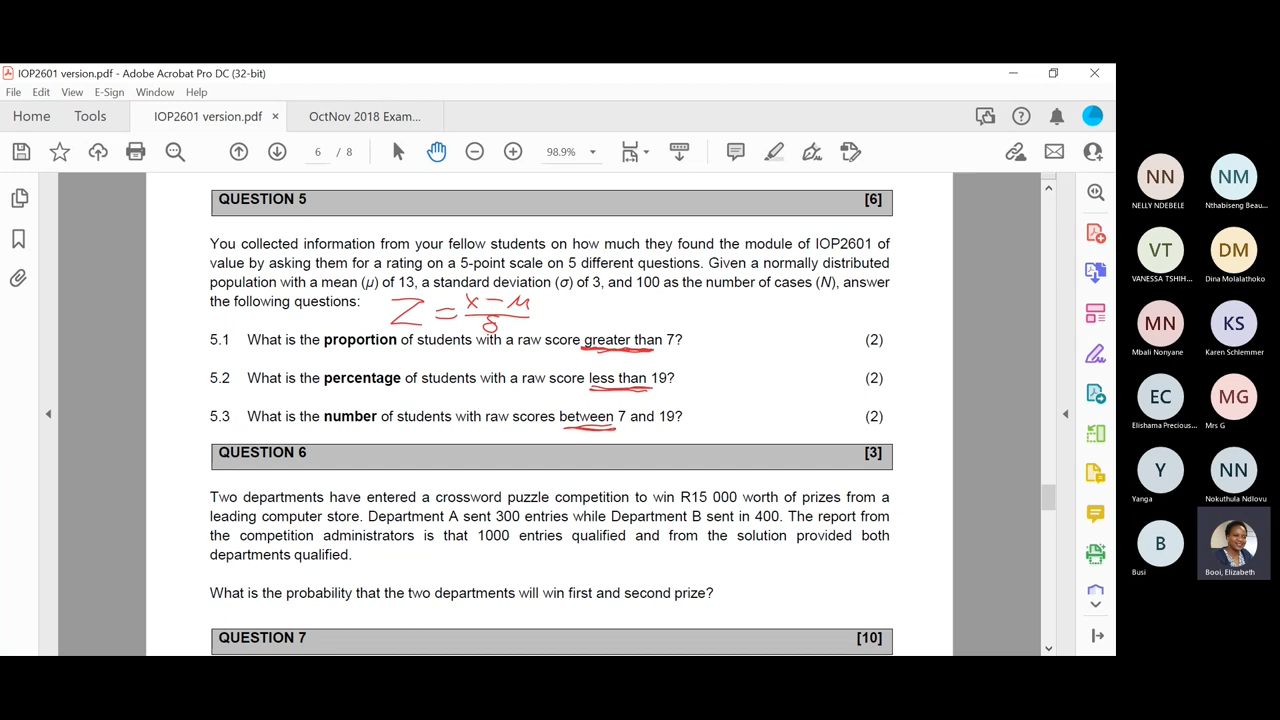 IOP2601 version.pdf - Adobe Acrobat Pro DC (32-bit)
File Edit View E-Sign Window Help
Home Tools IOP2601 version.pdf × OctNov 2018 Exam...
6 / 8 98.9%
QUESTION 5 [6]
You collected information from your fellow students on how much they found the module of IOP2601 of
value by asking them for a rating on a 5-point scale on 5 different questions. Given a normally distributed
population with a mean (μ) of 13, a standard deviation (σ) of 3, and 100 as the number of cases (N), answer
the following questions:
Z = x - μ
δ
5.1 What is the proportion of students with a raw score greater than 7? (2)
5.2 What is the percentage of students with a raw score less than 19? (2)
5.3 What is the number of students with raw scores between 7 and 19? (2)
QUESTION 6 [3]
Two departments have entered a crossword puzzle competition to win R15 000 worth of prizes from a
leading computer store. Department A sent 300 entries while Department B sent in 400. The report from
the competition administrators is that 1000 entries qualified and from the solution provided both
departments qualified.
What is the probability that the two departments will win first and second prize?
QUESTION 7 [10]
NN NM
NELLY NDEBELE Nthabiseng Beau...
VT DM
VANESSA TSHIH... Dina Molalathoko
MN KS
Mbali Nonyane Karen Schlemmer
EC MG
Elishama Precious... Mrs G
Y NN
Yanga Nokuthula Ndlovu
B
Busi Booi, Elizabeth